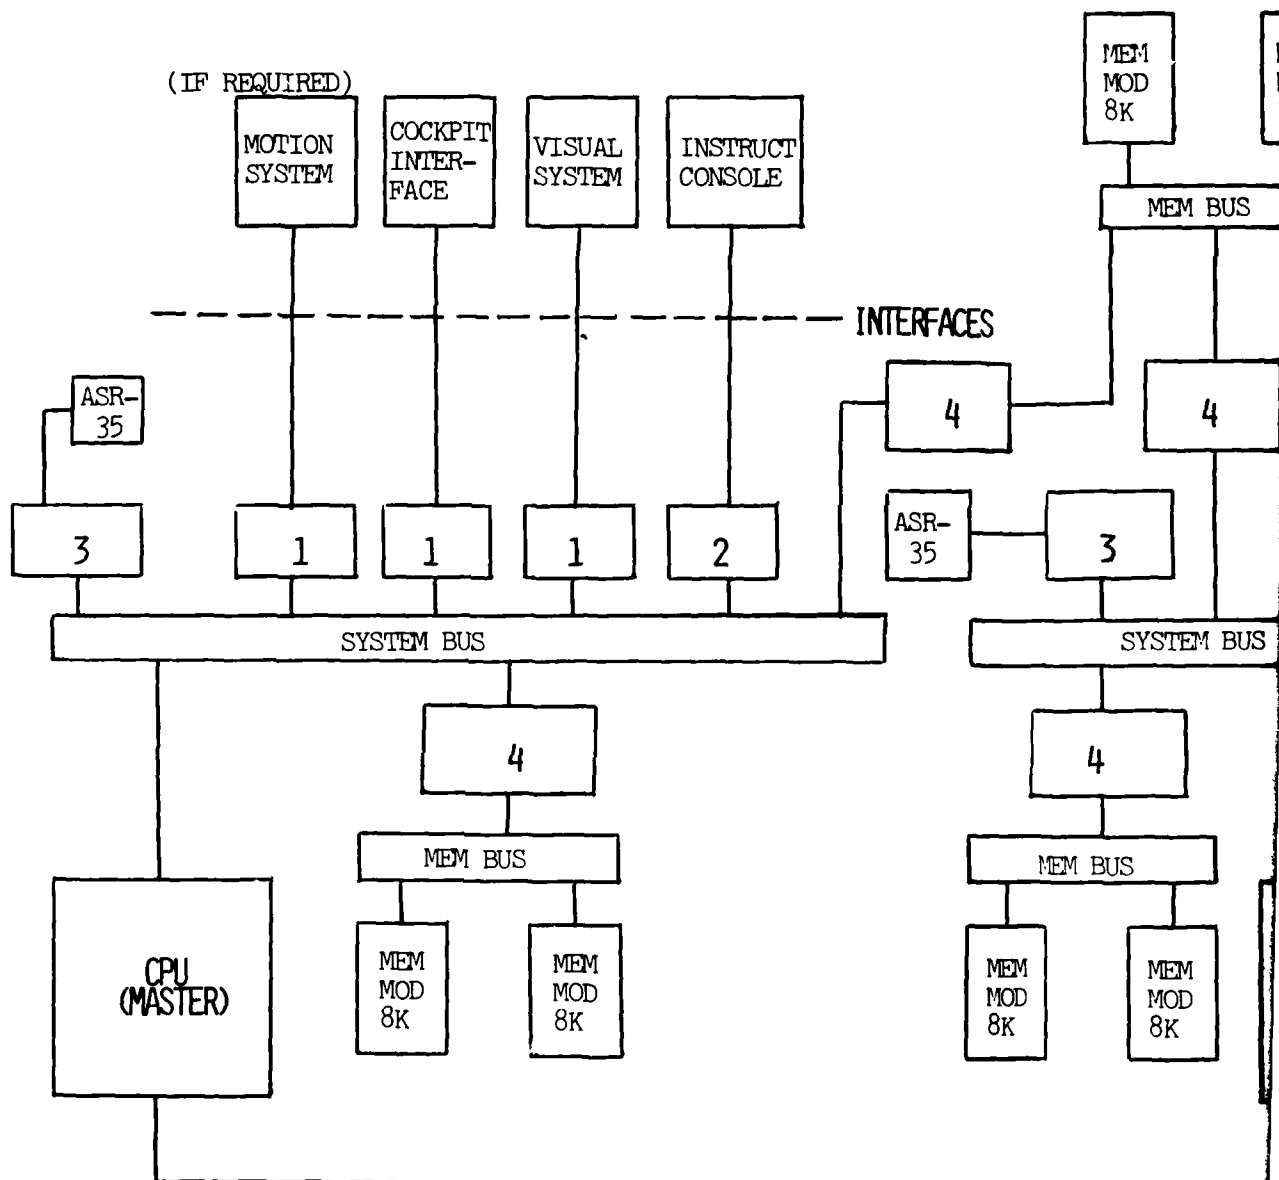 (IF REQUIRED)
MOTION
SYSTEM
COCKPIT
INTER-
FACE
VISUAL
SYSTEM
INSTRUCT
CONSOLE
MEM
MOD
8K
MEM BUS
INTERFACES
ASR-
35
4
4
3
1
1
1
2
ASR-
35
3
SYSTEM BUS
SYSTEM BUS
4
4
MEM BUS
MEM BUS
CPU
(MASTER)
MEM
MOD
8K
MEM
MOD
8K
MEM
MOD
8K
MEM
MOD
8K